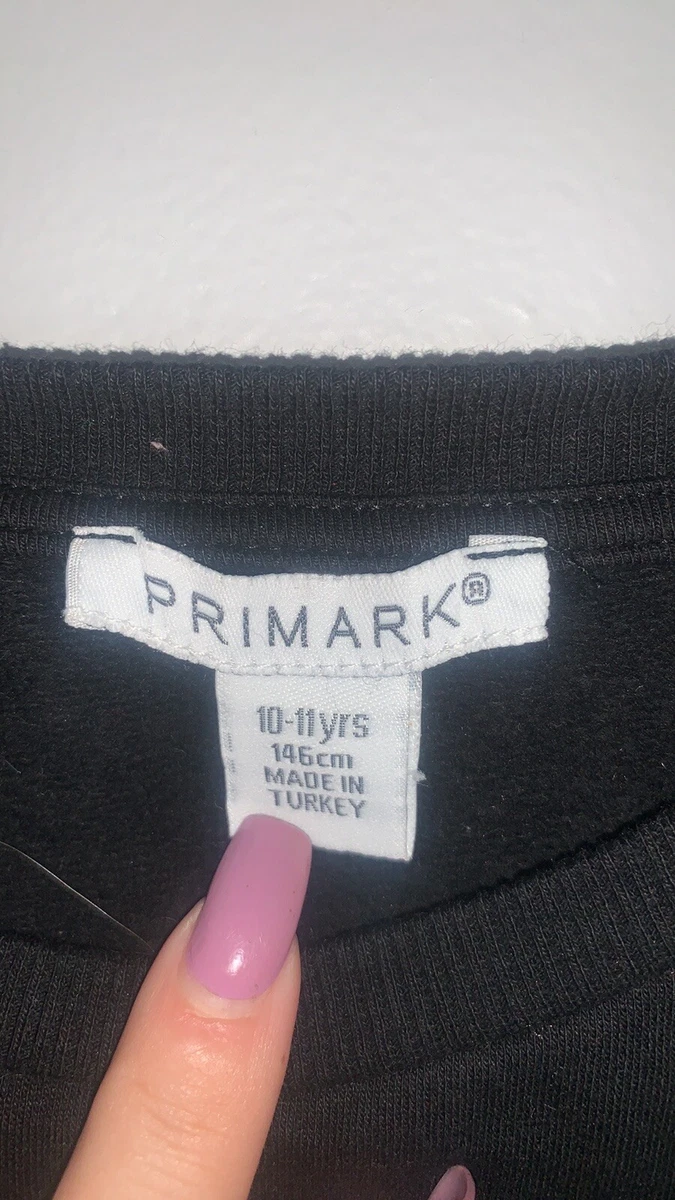 PRIMARK®
10-11yrs
146cm
MADE IN
TURKEY